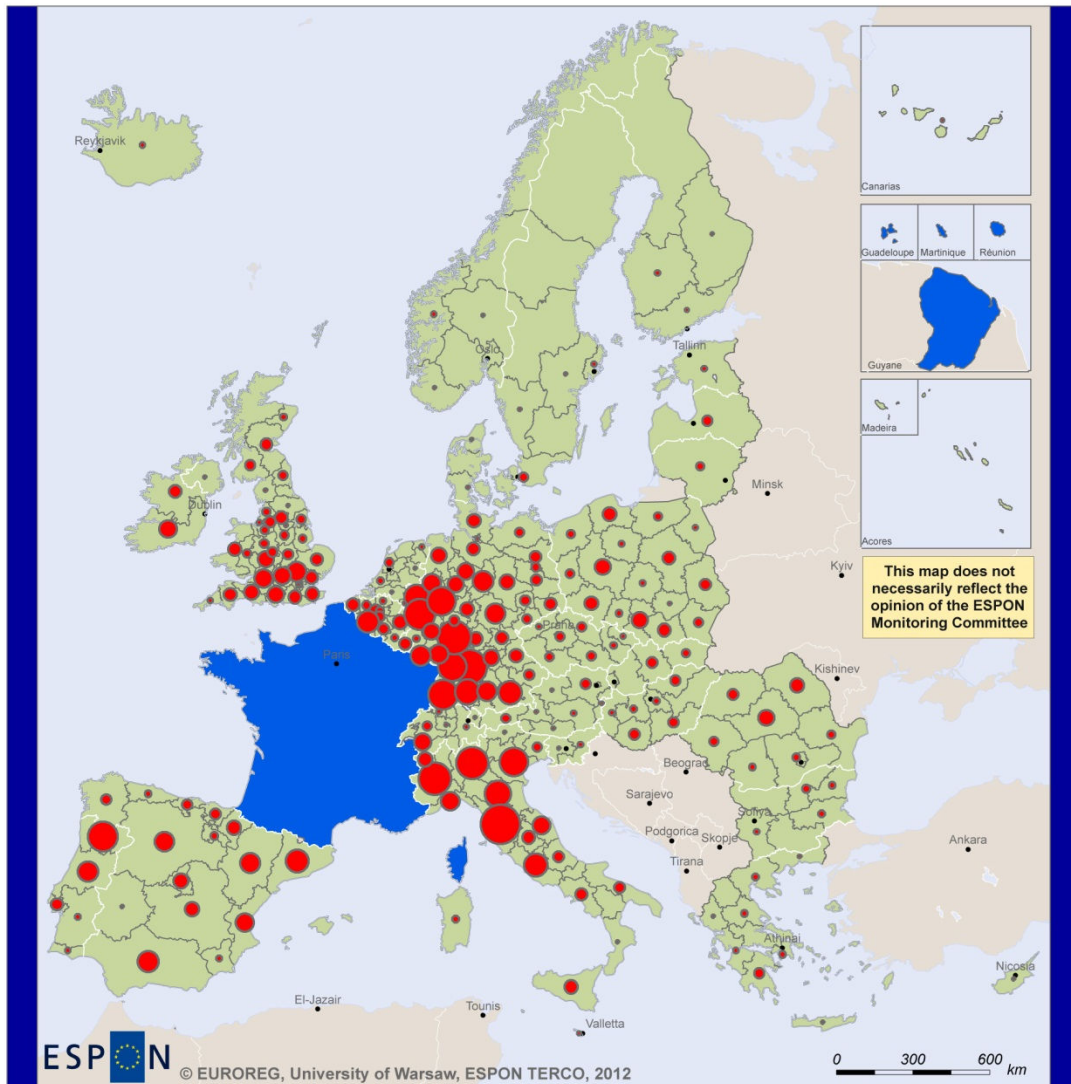 Reykjavik
Canarias
Guadeloupe
Martinique
Réunion
Guyane
Oslo
Tallinn
Madeira
Acores
Dublin
Minsk
Kyiv
This map does not
necessarily reflect the
opinion of the ESPON
Monitoring Committee
Praha
Paris
Kishinev
Beograd
Sarajevo
Sofiya
Podgorica
Skopje
Ankara
Tirana
Athinai
Nicosia
El-Jazair
Tounis
Valletta
ESPON
© EUROREG, University of Warsaw, ESPON TERCO, 2012
0 300 600
km